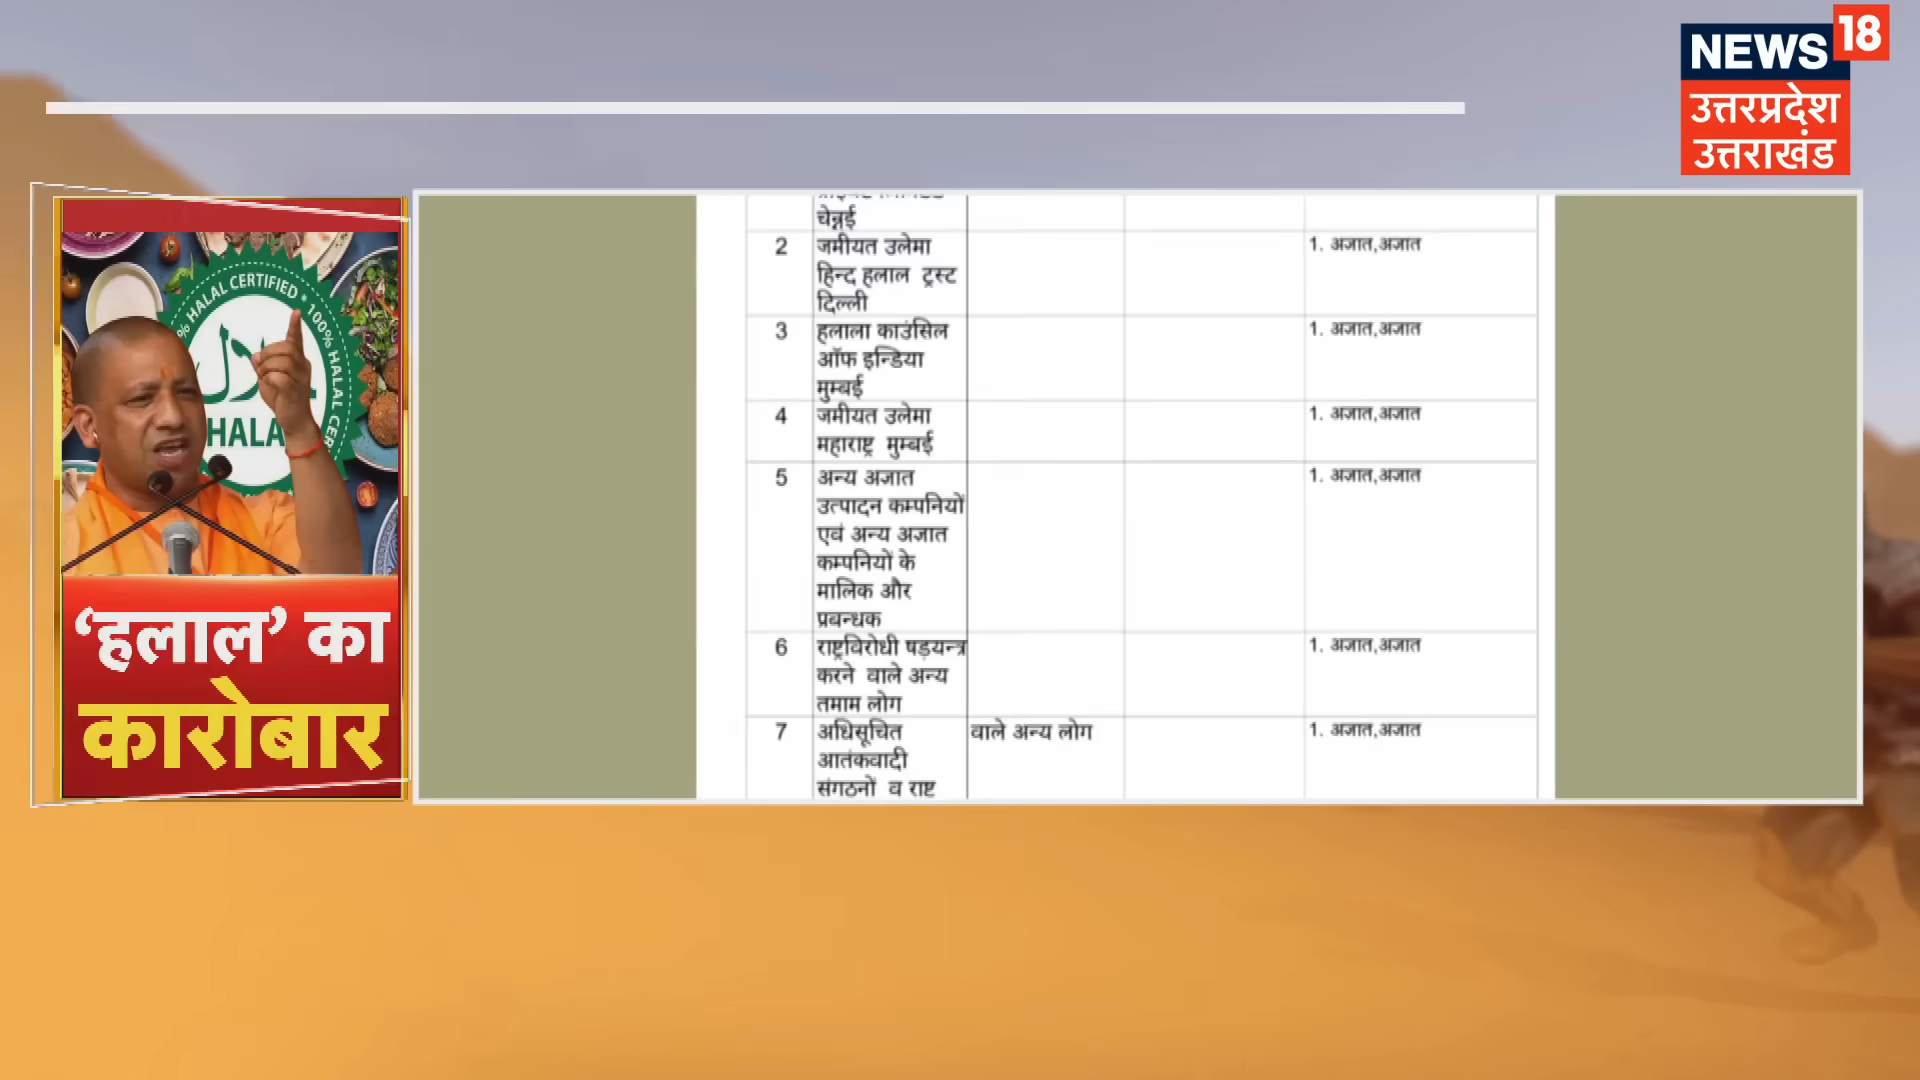 NEWS 18
उत्तरप्रदेश
उत्तराखंड
HALAL CERTIFIED * 100% HALAL CER
HALA
‘हलाल’ का
कारोबार
चेन्नई
2 जमीयत उलेमा 1. अज्ञात,अज्ञात
हिन्द हलाल ट्रस्ट
दिल्ली
3 हलाला काउंसिल 1. अज्ञात,अज्ञात
ऑफ इन्डिया
मुम्बई
4 जमीयत उलेमा 1. अज्ञात,अज्ञात
महाराष्ट्र मुम्बई
5 अन्य अज्ञात 1. अज्ञात,अज्ञात
उत्पादन कम्पनियों
एवं अन्य अज्ञात
कम्पनियों के
मालिक और
प्रबन्धक
6 राष्ट्रविरोधी षड़यन्त्र 1. अज्ञात,अज्ञात
करने वाले अन्य
तमाम लोग
7 अधिसूचित वाले अन्य लोग 1. अज्ञात,अज्ञात
आतंकवादी
संगठनों व राष्ट